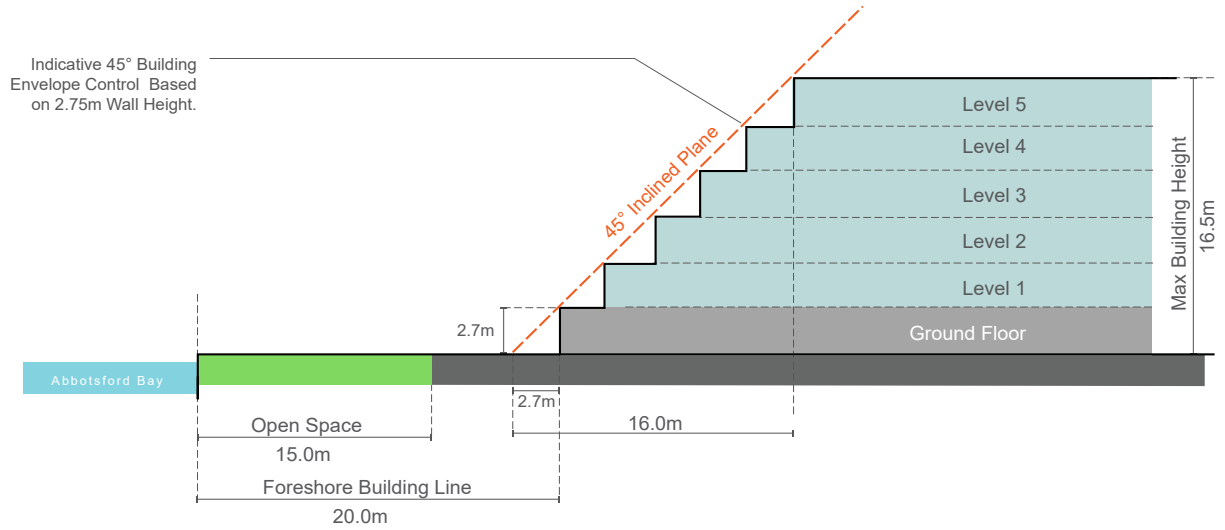 Indicative 45° Building
Envelope Control Based
on 2.75m Wall Height.
45° Inclined Plane
Level 5
Level 4
Level 3
Level 2
Level 1
Ground Floor
Max Building Height
16.5m
2.7m
Abbotsford Bay
2.7m
Open Space
15.0m
16.0m
Foreshore Building Line
20.0m